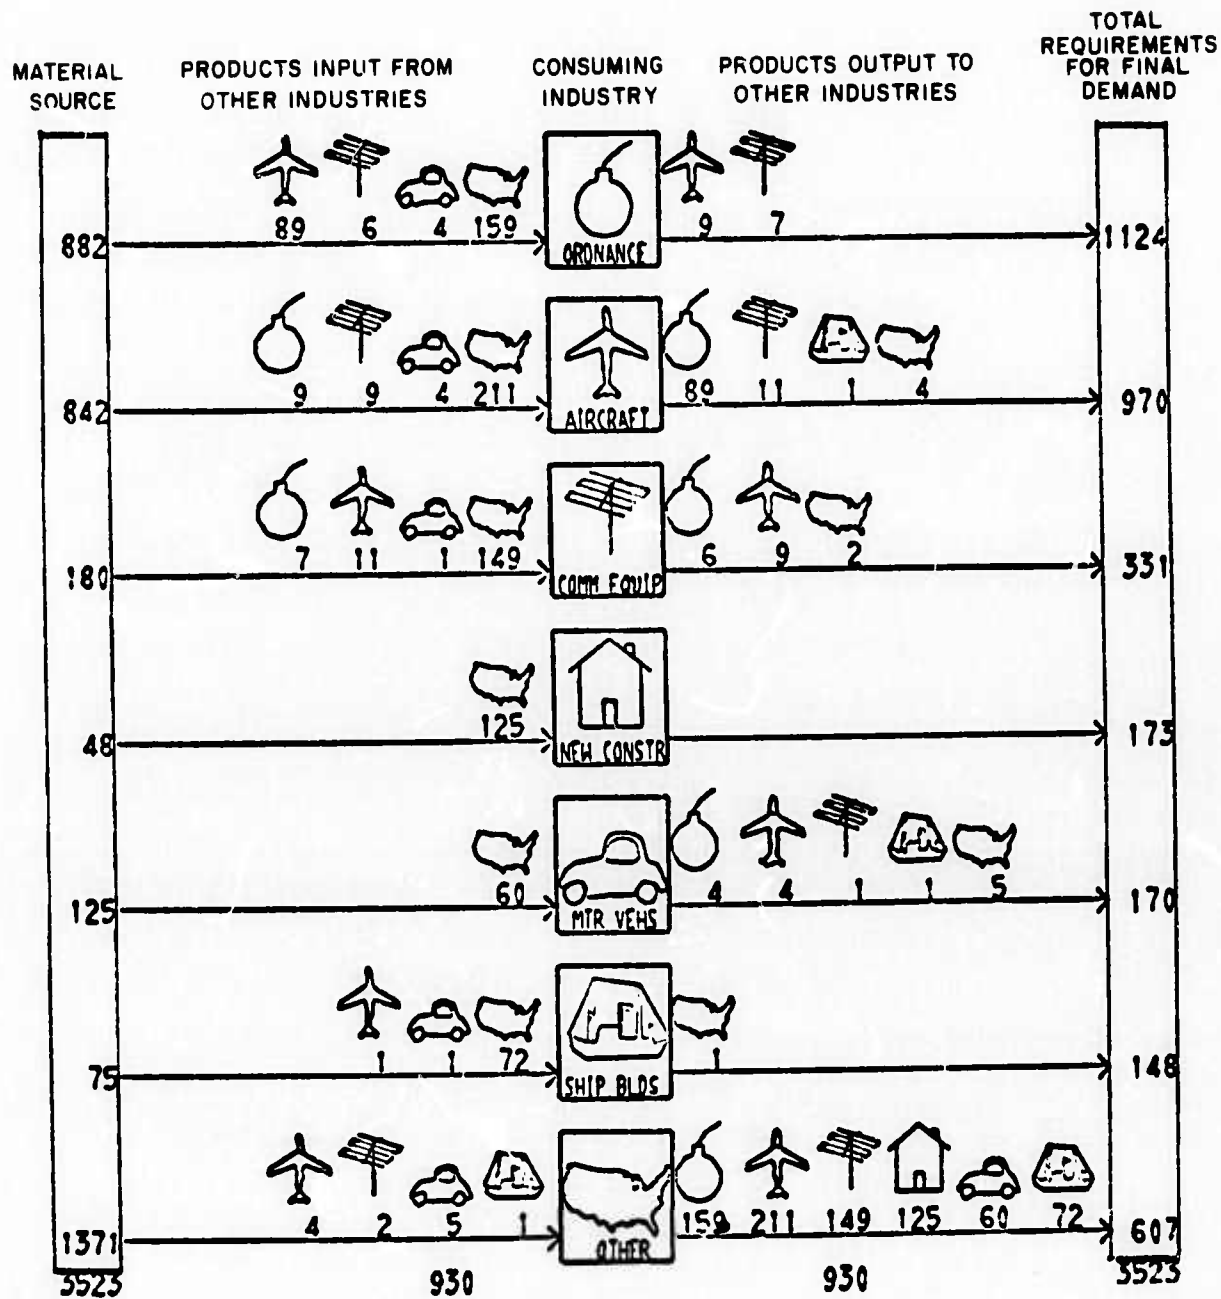 TOTAL
REQUIREMENTS
FOR FINAL
DEMAND
MATERIAL
SOURCE
PRODUCTS INPUT FROM
OTHER INDUSTRIES
CONSUMING
INDUSTRY
PRODUCTS OUTPUT TO
OTHER INDUSTRIES
89 6 4 159 9 7
882 ORDNANCE 1124
9 9 4 211 89 11 1 4
842 AIRCRAFT 970
7 11 1 149 6 9 2
180 COMM EQUIP 331
125
48 NEW CONSTR 173
60 4 4 1 1 5
125 MTR VEHS 170
1 1 72 1
75 SHIP BLDS 148
4 2 5 1 159 211 149 125 60 72
1371 OTHER 607
3523 930 930 3523